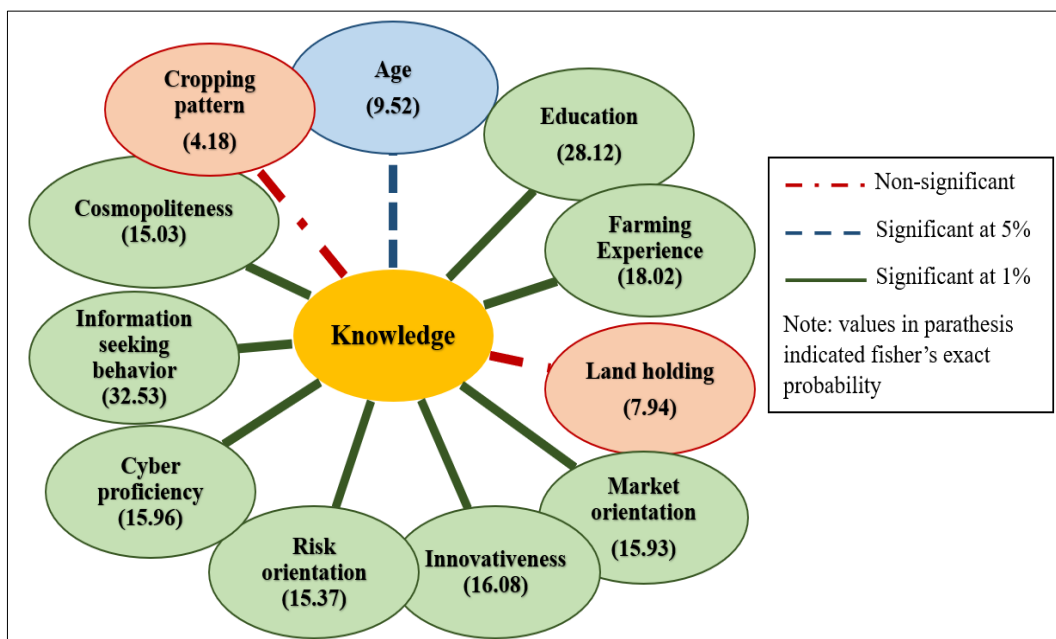 Cropping
pattern
(4.18)
Age
(9.52)
Education
(28.12)
Farming
Experience
(18.02)
Land holding
(7.94)
Market
orientation
(15.93)
Innovativeness
(16.08)
Risk
orientation
(15.37)
Cyber
proficiency
(15.96)
Information
seeking
behavior
(32.53)
Cosmopoliteness
(15.03)
Knowledge
Non-significant
Significant at 5%
Significant at 1%
Note: values in parathesis
indicated fisher’s exact
probability